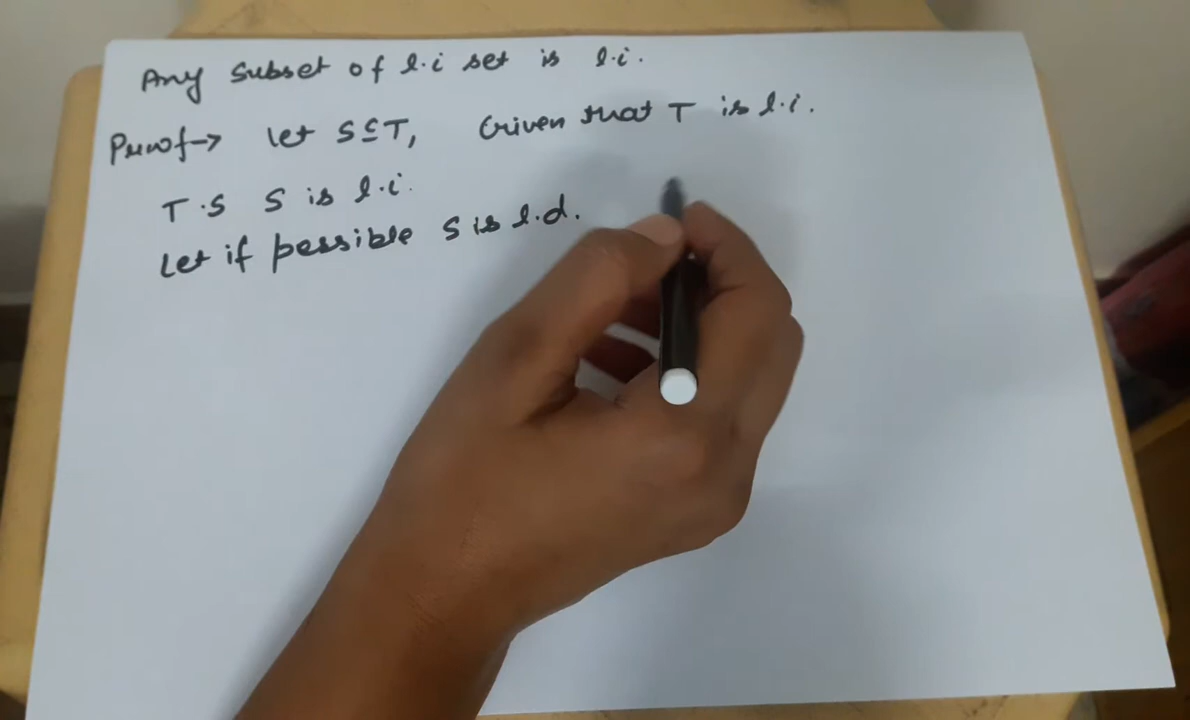 Any subset of l.i set is l.i.
Proof→ let S⊆T, Given that T is l.i.
T.S S is l.i.
Let if possible S is l.d.